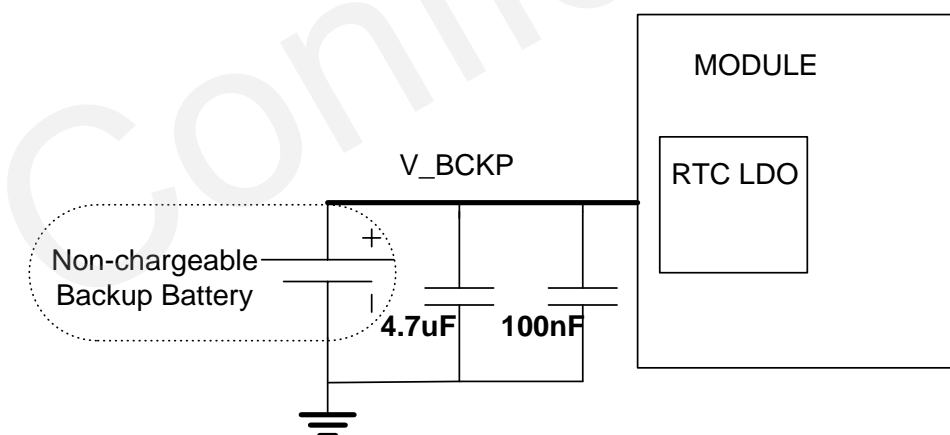 MODULE
V_BCKP
RTC LDO
Non-chargeable
Backup Battery
+
4.7uF
100nF